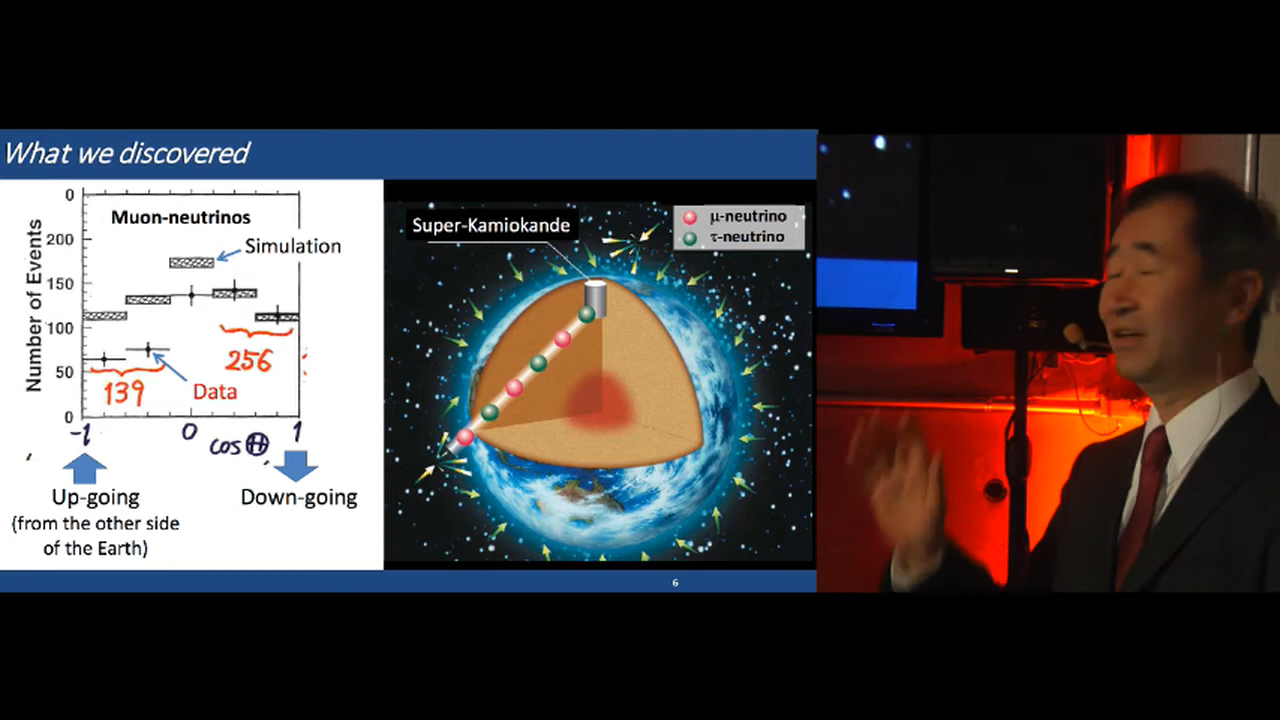 What we discovered
0
Muon-neutrinos
Simulation
200
150
100
50
0
Number of Events
256
139
Data
-1
0
1
cos Θ
Up-going
(from the other side
of the Earth)
Down-going
Super-Kamiokande
μ-neutrino
τ-neutrino
6